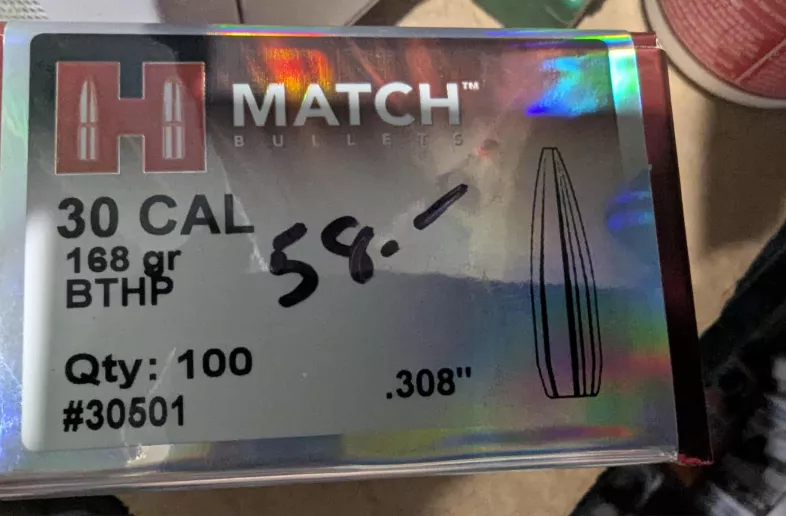 H
MATCH™
BULLETS
30 CAL
168 gr
BTHP
58.-
Qty: 100
#30501
.308"